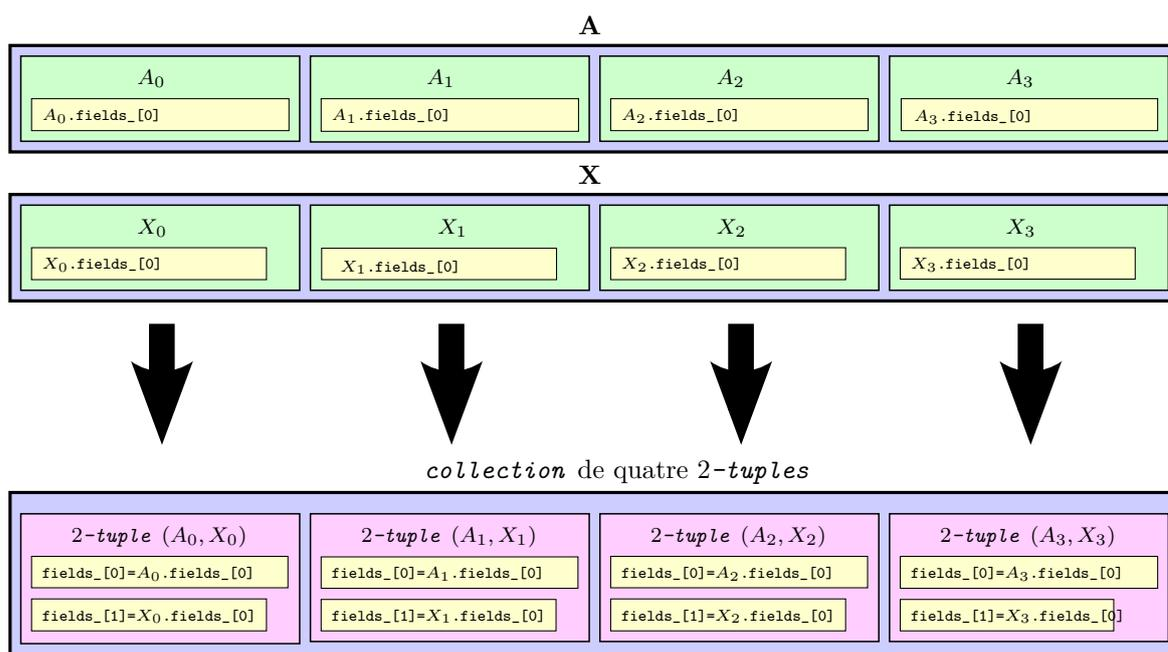 A
A₀ A₁ A₂ A₃
A₀.fields_[0] A₁.fields_[0] A₂.fields_[0] A₃.fields_[0]
X
X₀ X₁ X₂ X₃
X₀.fields_[0] X₁.fields_[0] X₂.fields_[0] X₃.fields_[0]
collection de quatre 2-tuples
2-tuple (A₀, X₀) 2-tuple (A₁, X₁) 2-tuple (A₂, X₂) 2-tuple (A₃, X₃)
fields_[0]=A₀.fields_[0] fields_[0]=A₁.fields_[0] fields_[0]=A₂.fields_[0] fields_[0]=A₃.fields_[0]
fields_[1]=X₀.fields_[0] fields_[1]=X₁.fields_[0] fields_[1]=X₂.fields_[0] fields_[1]=X₃.fields_[0]